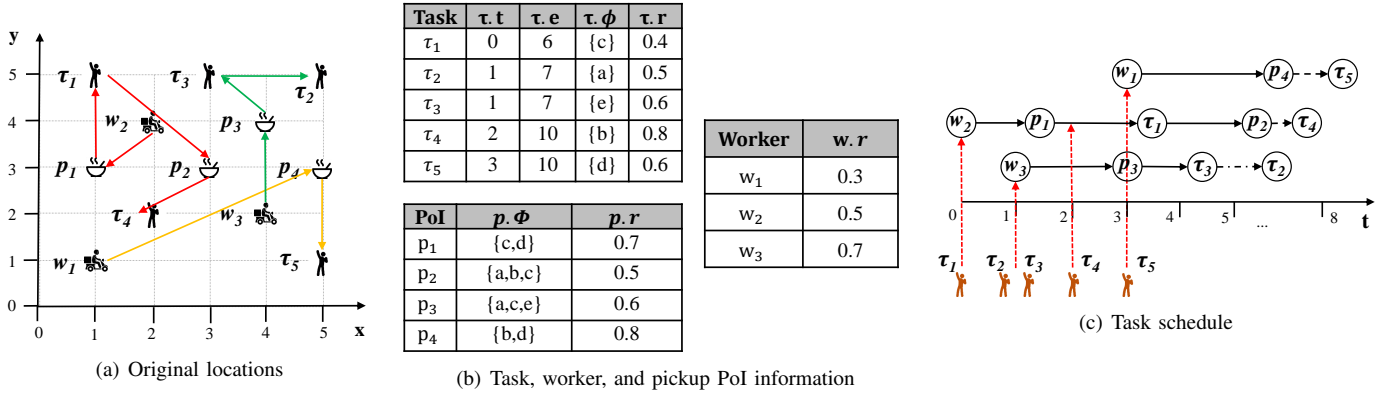 y
5
4
3
2
1
0
0
1
2
3
4
5
x
τ1
τ3
τ2
w2
p3
p1
p2
p4
τ4
w3
w1
τ5
(a) Original locations
Task τ.t τ.e τ.ϕ τ.r
τ1 0 6 {c} 0.4
τ2 1 7 {a} 0.5
τ3 1 7 {e} 0.6
τ4 2 10 {b} 0.8
τ5 3 10 {d} 0.6
PoI p.Φ p.r
p1 {c,d} 0.7
p2 {a,b,c} 0.5
p3 {a,c,e} 0.6
p4 {b,d} 0.8
Worker w.r
w1 0.3
w2 0.5
w3 0.7
(b) Task, worker, and pickup PoI information
w1 p4 τ5
w2 p1 τ1 p2 τ4
w3 p3 τ3 τ2
0 1 2 3 4 5 ... 8 t
τ1 τ2 τ3 τ4 τ5
(c) Task schedule